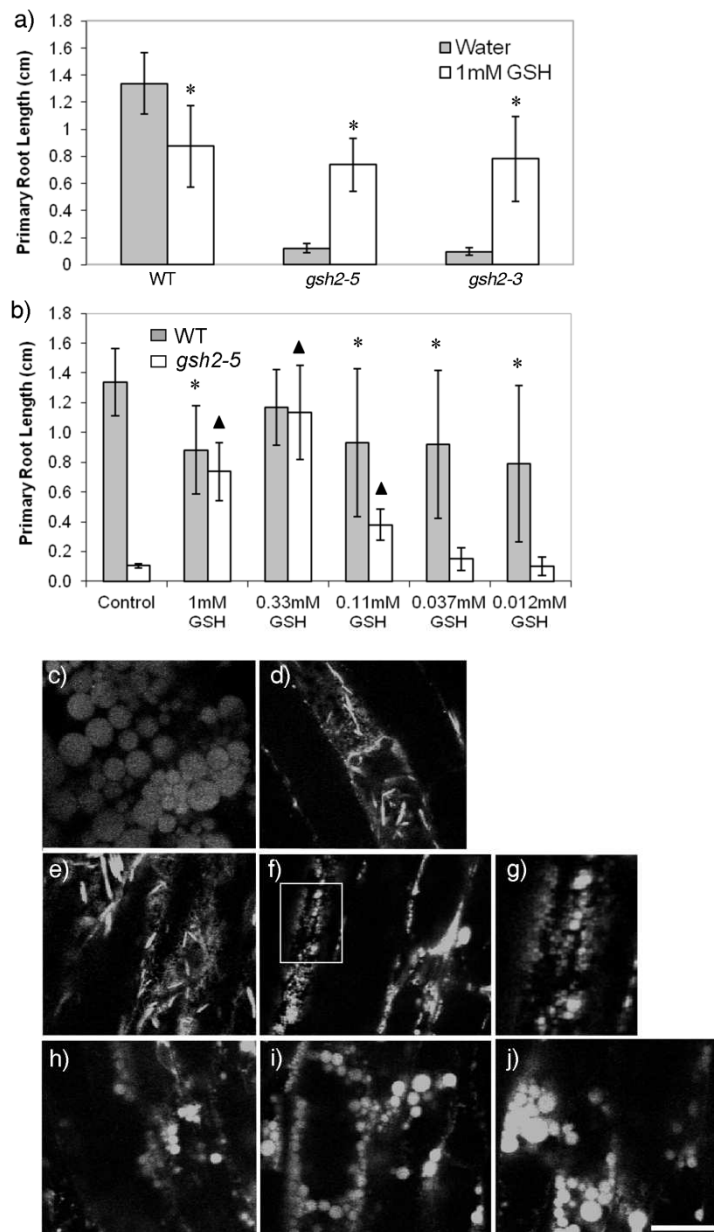 a)
1.8
1.6
1.4
1.2
1
0.8
0.6
0.4
0.2
0
Primary Root Length (cm)
Water
1mM GSH
*
*
*
WT
gsh2-5
gsh2-3
b)
1.8
1.6
1.4
1.2
1.0
0.8
0.6
0.4
0.2
0.0
Primary Root Length (cm)
WT
gsh2-5
*
▲
▲
*
▲
*
*
Control
1mM GSH
0.33mM GSH
0.11mM GSH
0.037mM GSH
0.012mM GSH
c)
d)
e)
f)
g)
h)
i)
j)